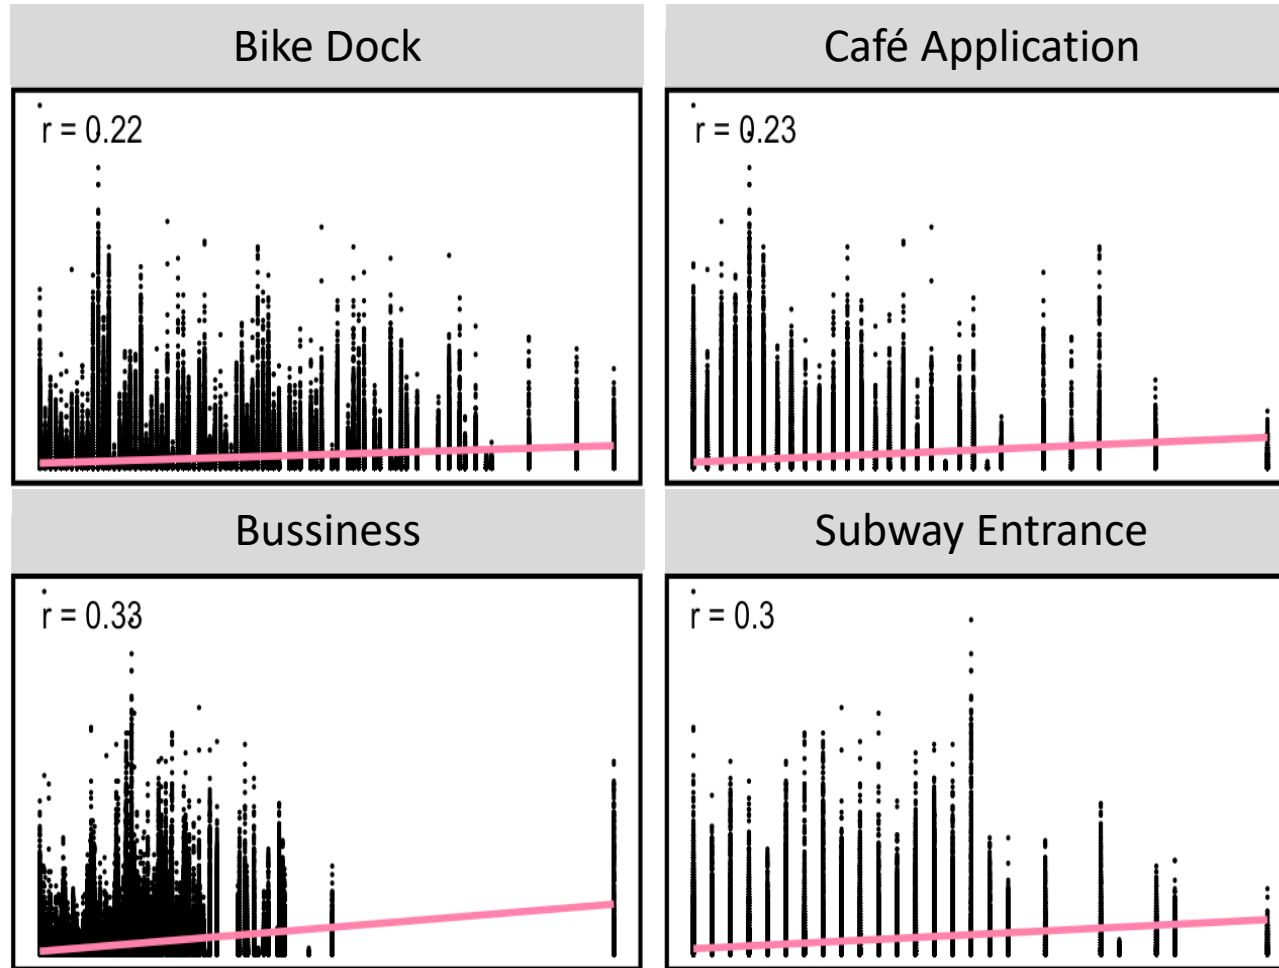 Bike Dock
Café Application
r = 0.22
r = 0.23
Bussiness
Subway Entrance
r = 0.33
r = 0.3